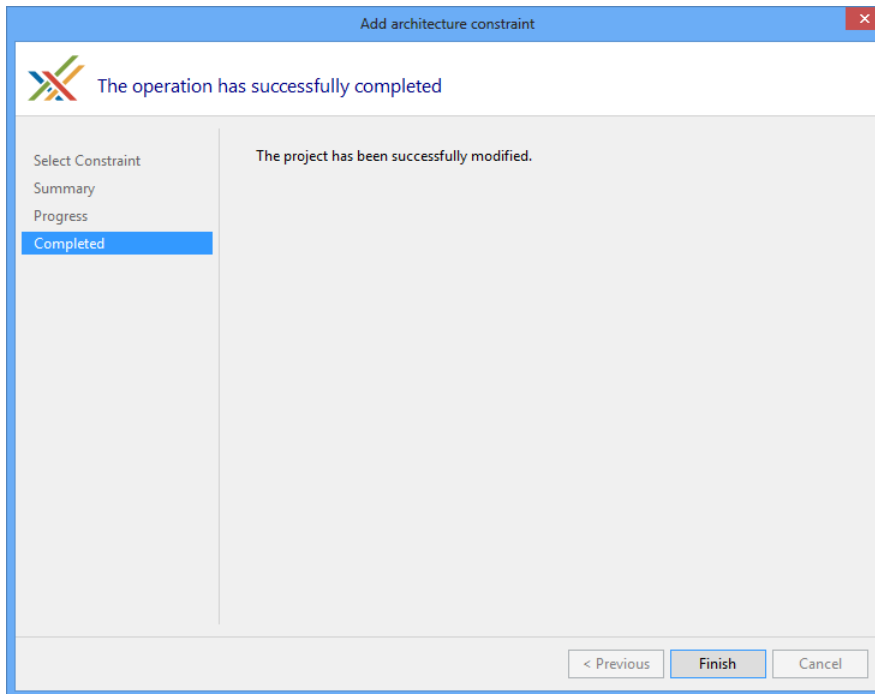 Add architecture constraint
The operation has successfully completed
Select Constraint
Summary
Progress
Completed
The project has been successfully modified.
< Previous
Finish
Cancel